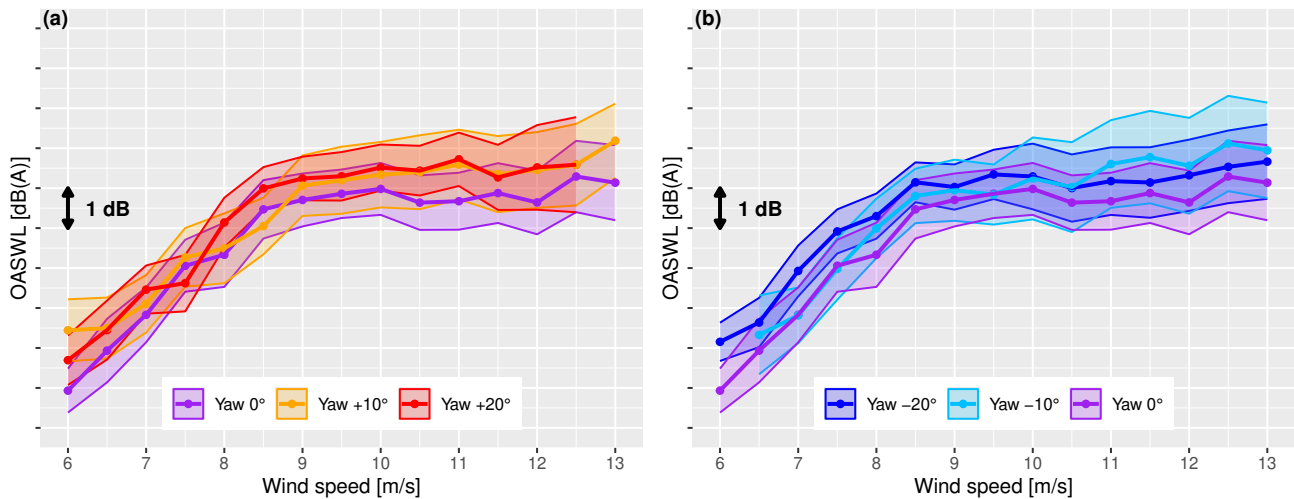 (a)
OASWL [dB(A)]
1 dB
Yaw 0° Yaw +10° Yaw +20°
6 7 8 9 10 11 12 13
Wind speed [m/s]
(b)
OASWL [dB(A)]
1 dB
Yaw −20° Yaw −10° Yaw 0°
6 7 8 9 10 11 12 13
Wind speed [m/s]